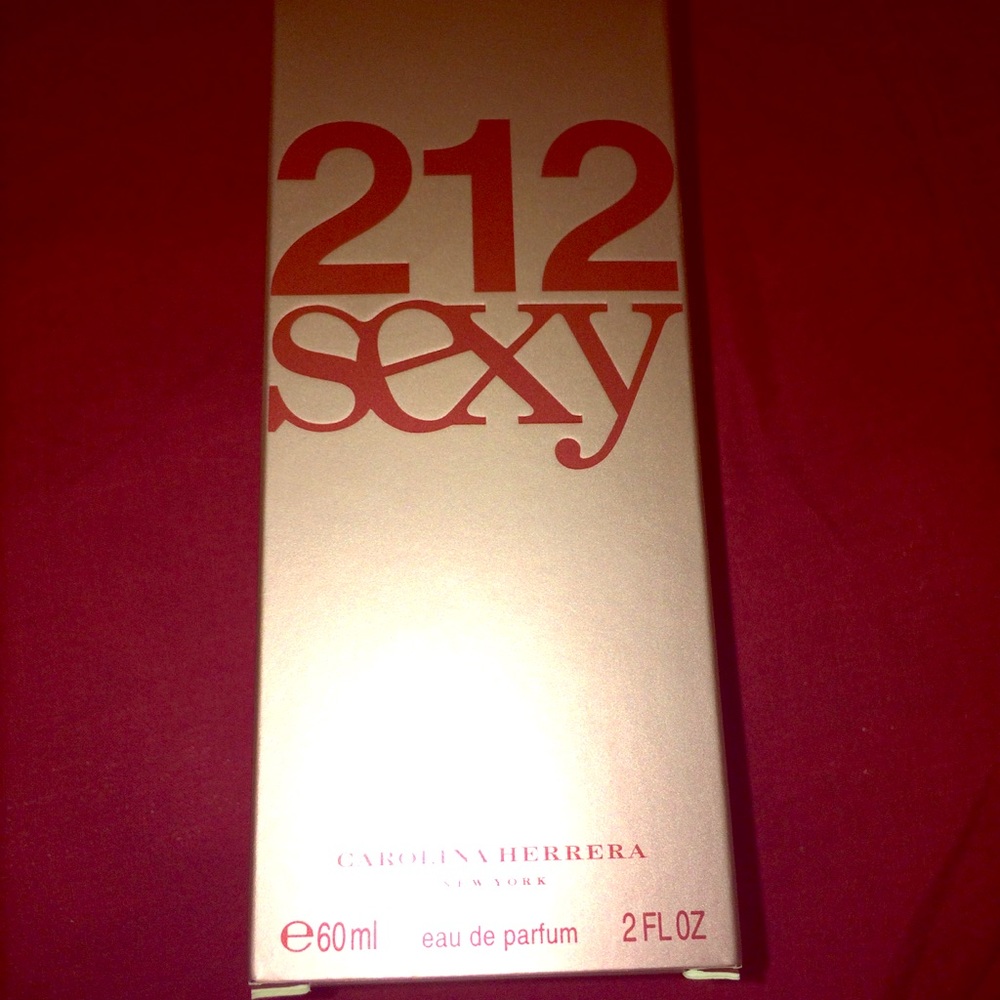 212
sexy
CAROLINA HERRERA
NEW YORK
℮60ml eau de parfum 2 FL OZ